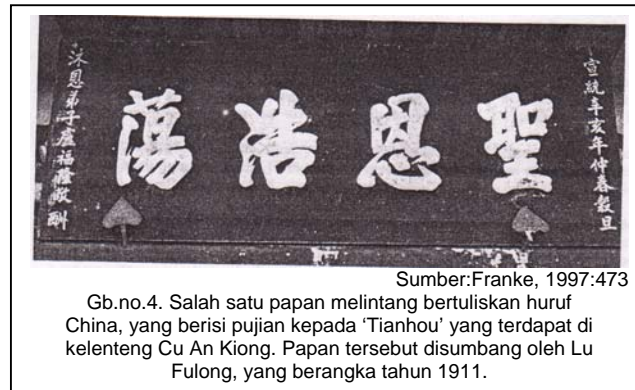 宣統辛亥年仲春穀旦
聖恩浩蕩
沐恩弟子盧福隆敬酬
Sumber:Franke, 1997:473
Gb.no.4. Salah satu papan melintang bertuliskan huruf
China, yang berisi pujian kepada ‘Tianhou’ yang terdapat di
kelenteng Cu An Kiong. Papan tersebut disumbang oleh Lu
Fulong, yang berangka tahun 1911.